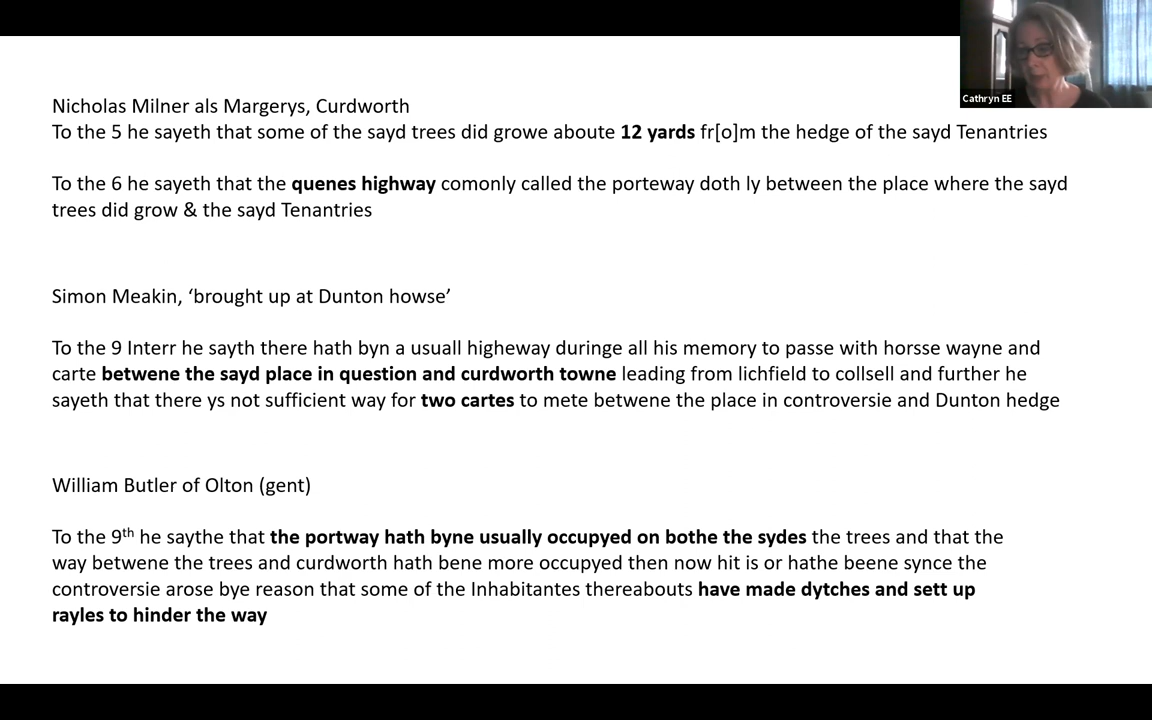 Cathryn EE
Nicholas Milner als Margerys, Curdworth
To the 5 he sayeth that some of the sayd trees did growe aboute 12 yards fr[o]m the hedge of the sayd Tenantries
To the 6 he sayeth that the quenes highway comonly called the porteway doth ly between the place where the sayd
trees did grow & the sayd Tenantries
Simon Meakin, ‘brought up at Dunton howse’
To the 9 Interr he sayth there hath byn a usuall higheway duringe all his memory to passe with horsse wayne and
carte betwene the sayd place in question and curdworth towne leading from lichfield to collsell and further he
sayeth that there ys not sufficient way for two cartes to mete betwene the place in controversie and Dunton hedge
William Butler of Olton (gent)
To the 9th he saythe that the portway hath byne usually occupyed on bothe the sydes the trees and that the
way betwene the trees and curdworth hath bene more occupyed then now hit is or hathe beene synce the
controversie arose bye reason that some of the Inhabitantes thereabouts have made dytches and sett up
rayles to hinder the way